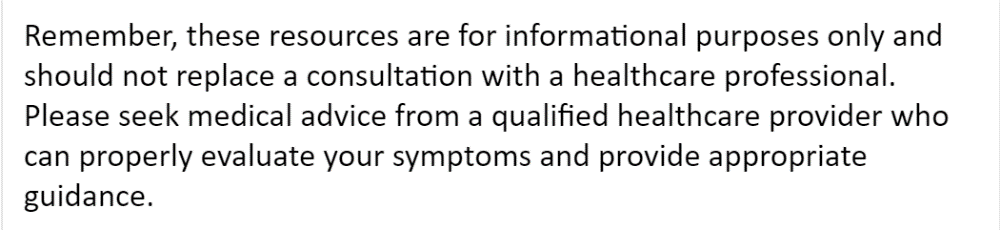 Remember, these resources are for informational purposes only and
should not replace a consultation with a healthcare professional.
Please seek medical advice from a qualified healthcare provider who
can properly evaluate your symptoms and provide appropriate
guidance.